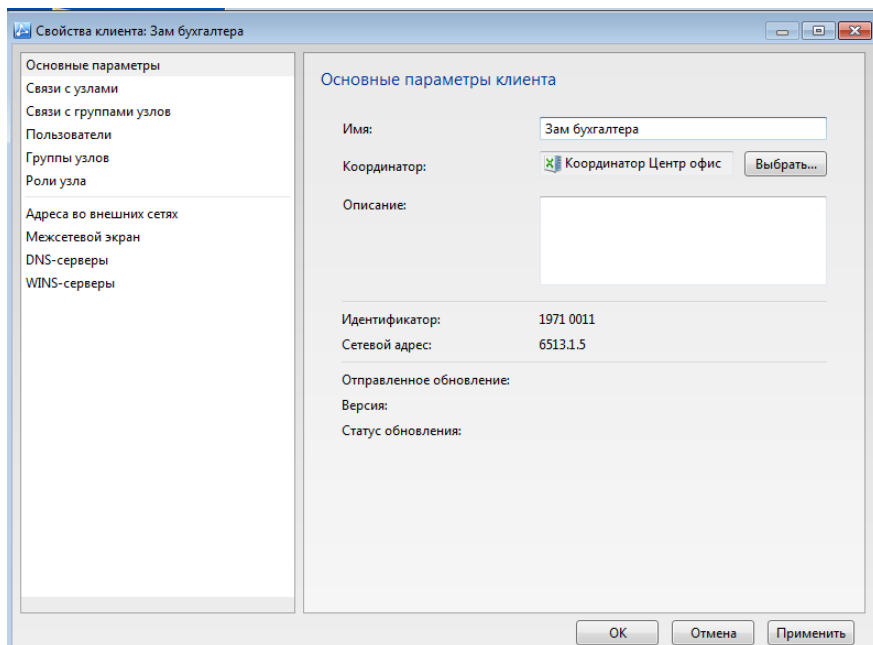 Свойства клиента: Зам бухгалтера
Основные параметры
Связи с узлами
Связи с группами узлов
Пользователи
Группы узлов
Роли узла
Адреса во внешних сетях
Межсетевой экран
DNS-серверы
WINS-серверы
Основные параметры клиента
Имя: Зам бухгалтера
Координатор: Координатор Центр офис Выбрать...
Описание:
Идентификатор: 1971 0011
Сетевой адрес: 6513.1.5
Отправленное обновление:
Версия:
Статус обновления:
ОК Отмена Применить